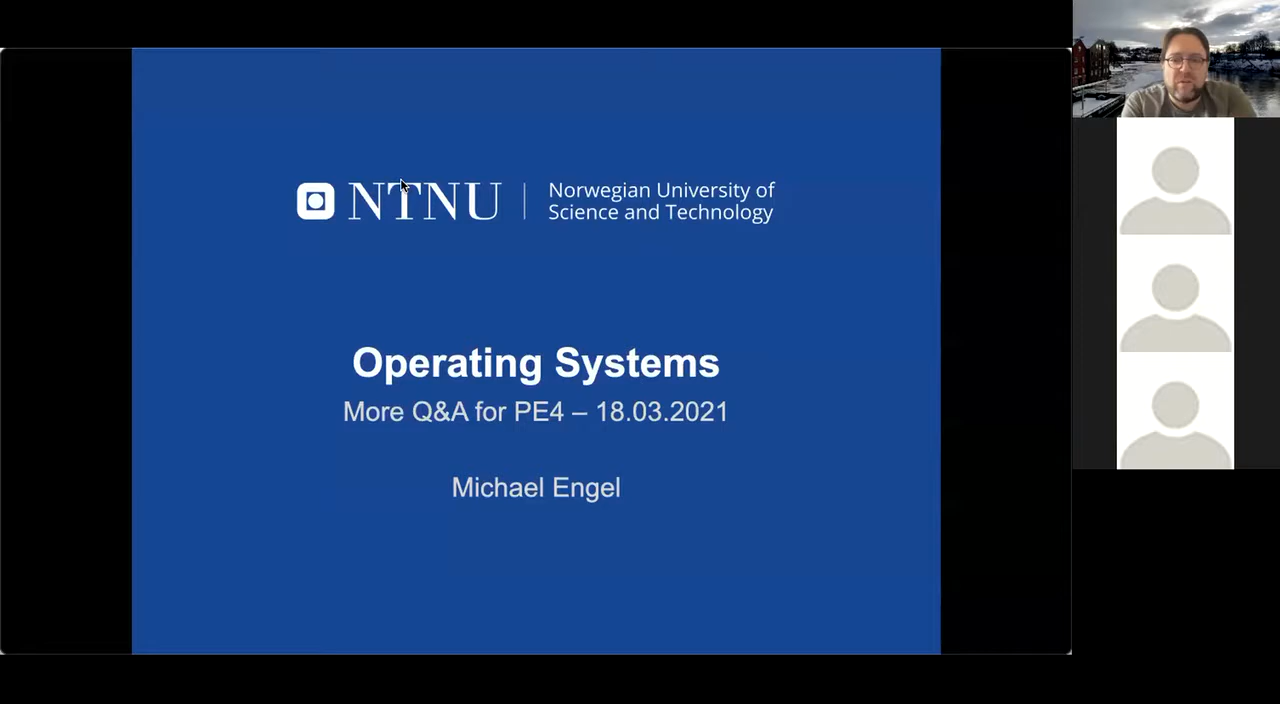 NTNU
Norwegian University of
Science and Technology
Operating Systems
More Q&A for PE4 – 18.03.2021
Michael Engel